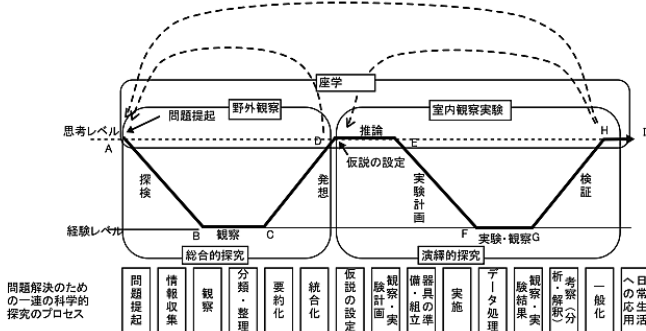 座学
野外観察
室内観察実験
問題提起
思考レベル
A
D
推論
E
H
I
仮説の設定
探検
発想
実験計画
検証
経験レベル
B
観察
C
F
実験・観察
G
総合的探究
演繹的探究
問題解決のため
の一連の科学的
探究のプロセス
問題提起
情報収集
観察
分類・整理
要約化
統合化
仮説の設定
観察・実
験計画
器具の準
備・組立
実施
データ処理
観察・実
験結果
考察（分
析・解釈）
一般化
日常生活
への応用